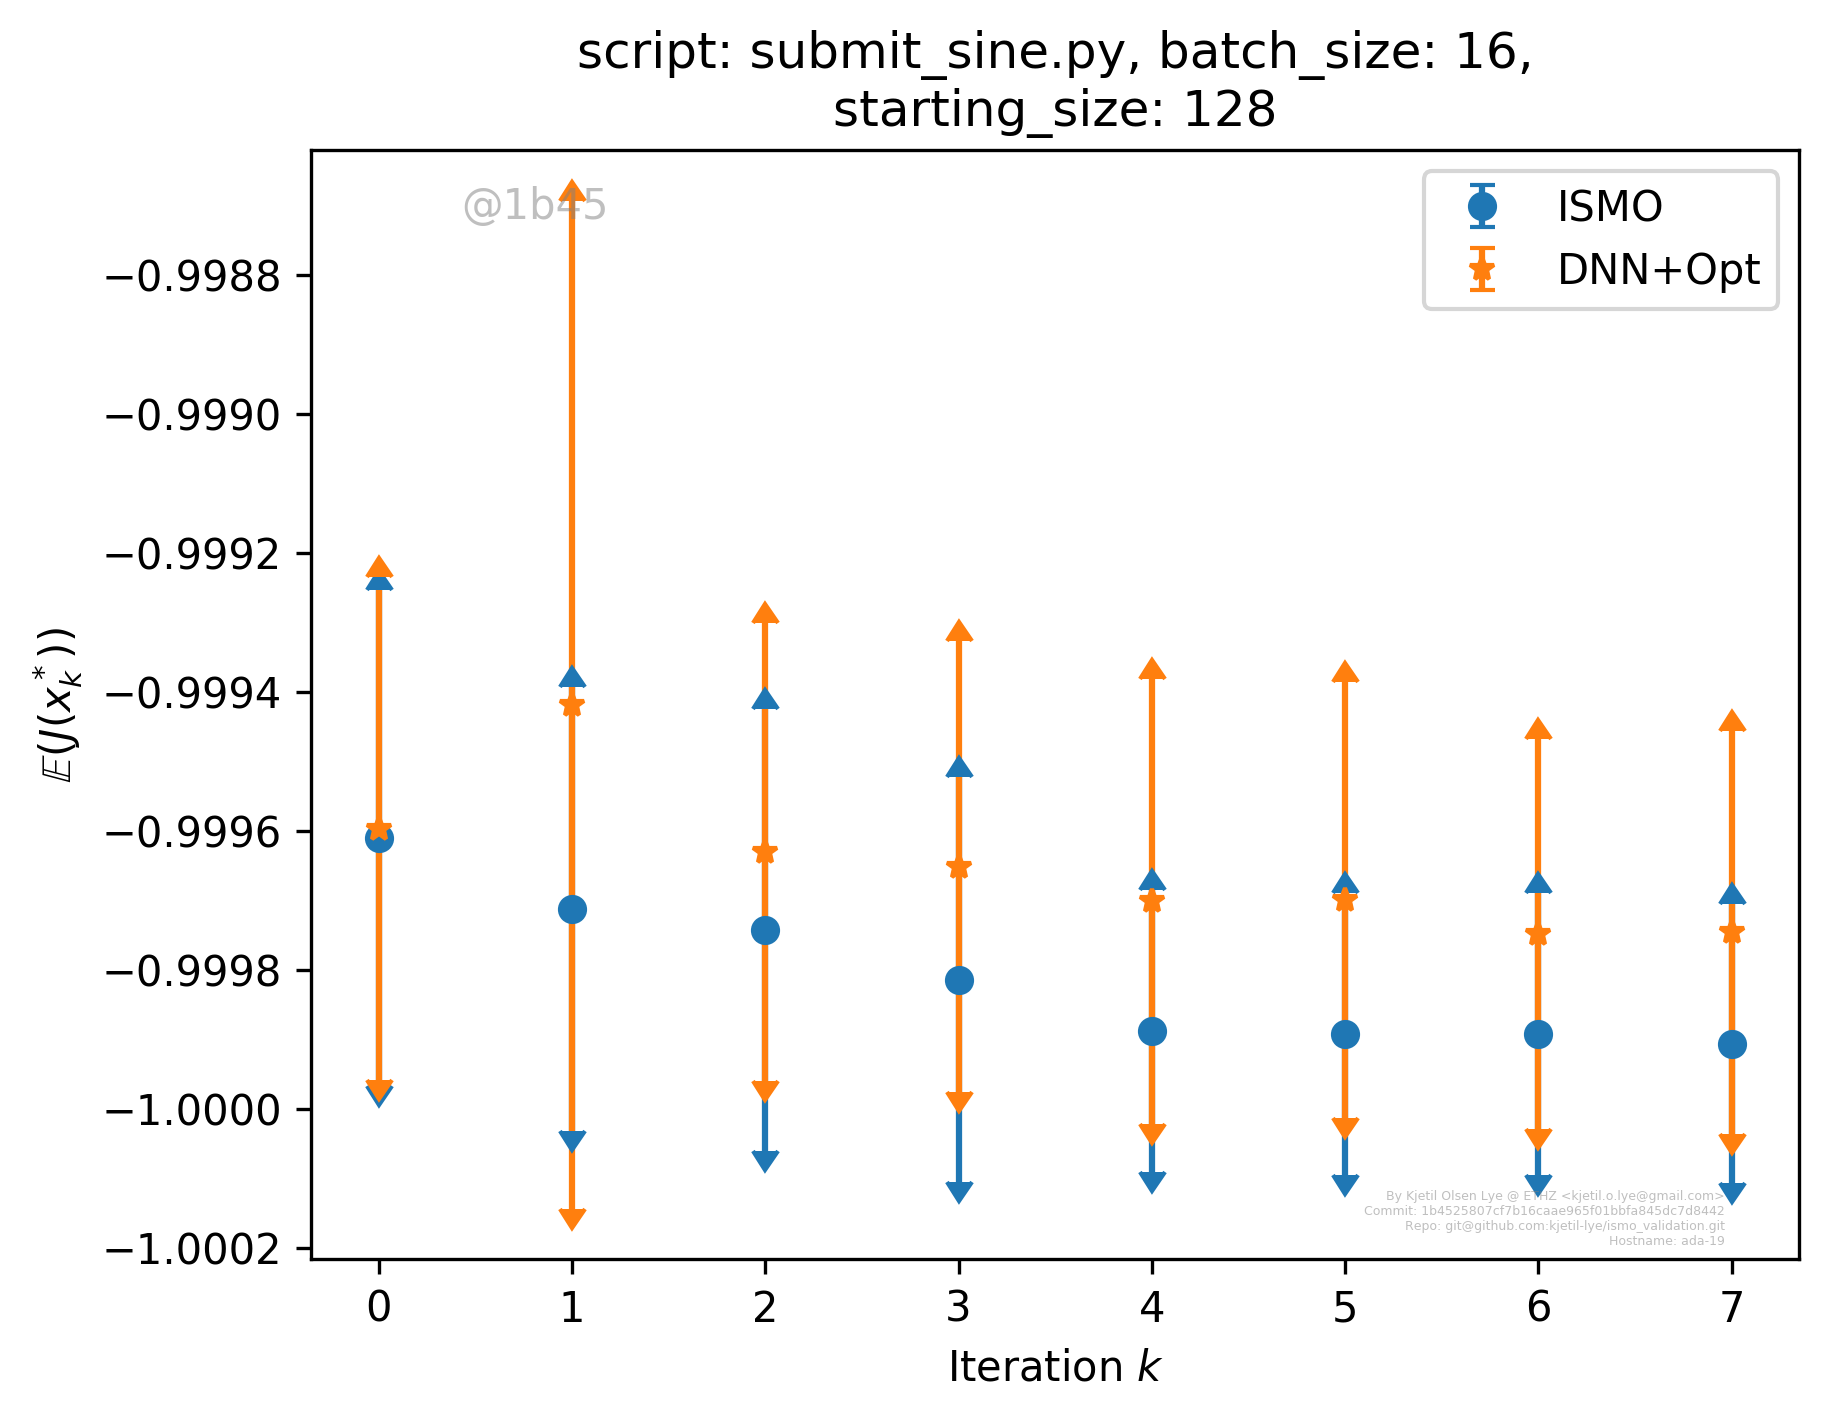 script: submit_sine.py, batch_size: 16,
starting_size: 128
@1b45
ISMO
DNN+Opt
−0.9988
−0.9990
−0.9992
−0.9994
−0.9996
−0.9998
−1.0000
−1.0002
𝔼(J(x*k))
By Kjetil Olsen Lye @ ETHZ <kjetil.o.lye@gmail.com>
Commit: 1b4525807cf7b16caae965f01bbfa845dc7d8442
Repo: git@github.com:kjetil-lye/ismo_validation.git
Hostname: ada-19
0 1 2 3 4 5 6 7
Iteration k